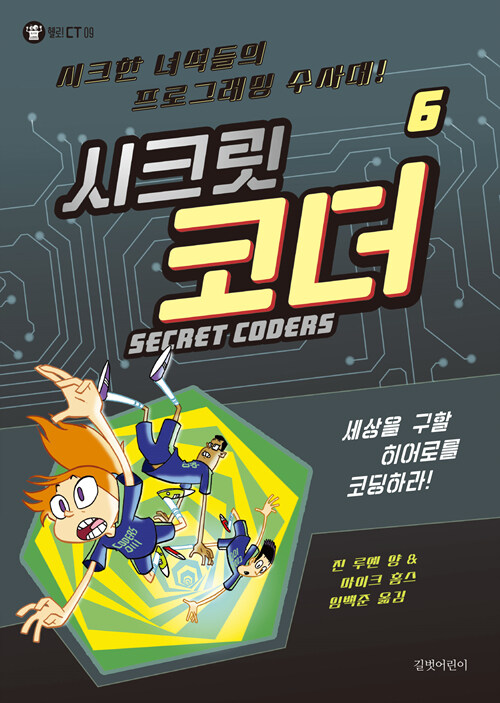 헬로! CT 09
시크한 녀석들의
프로그래밍 수사대!
6
시크릿
코더
SECRET CODERS
세상을 구할
히어로를
코딩하라!
CODERS
진 루엔 양 &
마이크 홈스
임백준 옮김
길벗어린이